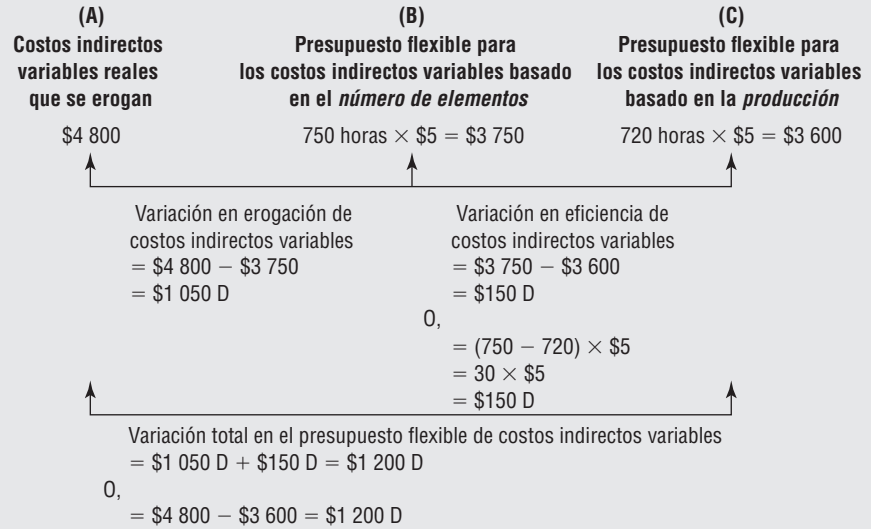 (A)
Costos indirectos
variables reales
que se erogan
$4 800
(B)
Presupuesto flexible para
los costos indirectos variables basado
en el número de elementos
750 horas × $5 = $3 750
(C)
Presupuesto flexible para
los costos indirectos variables
basado en la producción
720 horas × $5 = $3 600
Variación en erogación de
costos indirectos variables
= $4 800 − $3 750
= $1 050 D
Variación en eficiencia de
costos indirectos variables
= $3 750 − $3 600
= $150 D
O,
= (750 − 720) × $5
= 30 × $5
= $150 D
Variación total en el presupuesto flexible de costos indirectos variables
= $1 050 D + $150 D = $1 200 D
O,
= $4 800 − $3 600 = $1 200 D